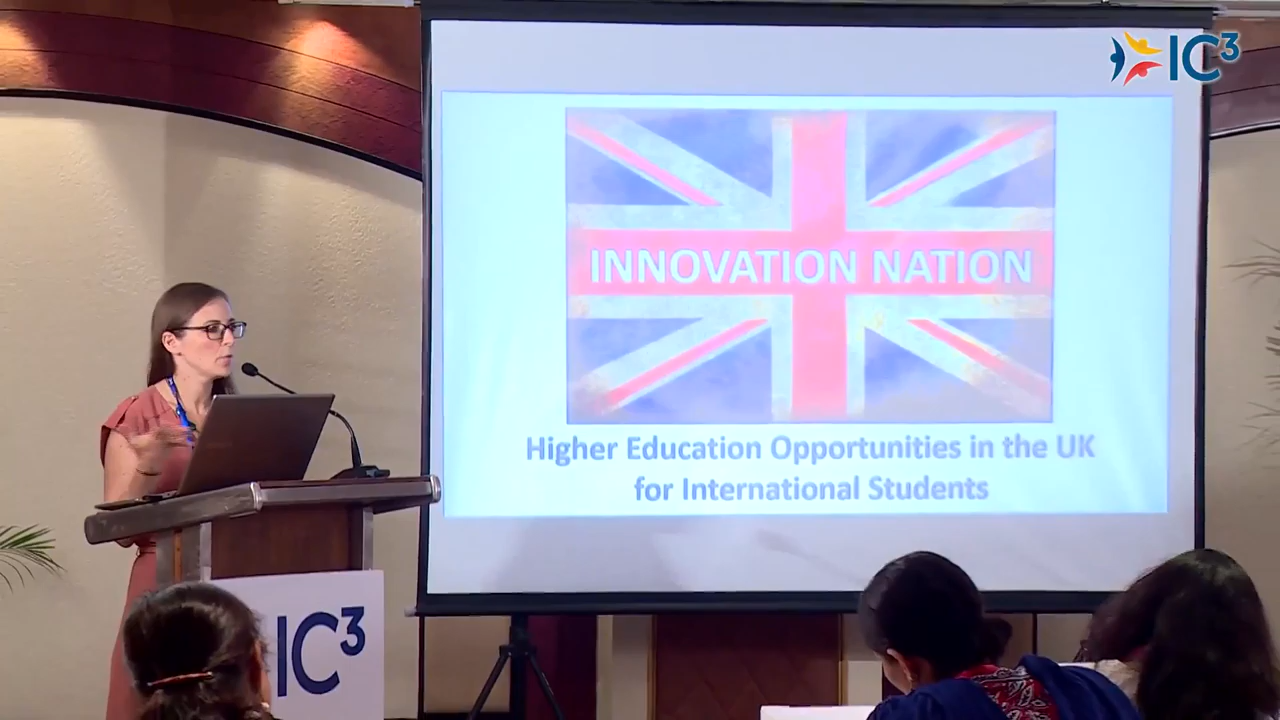 IC³
INNOVATION NATION
Higher Education Opportunities in the UK
for International Students
IC³